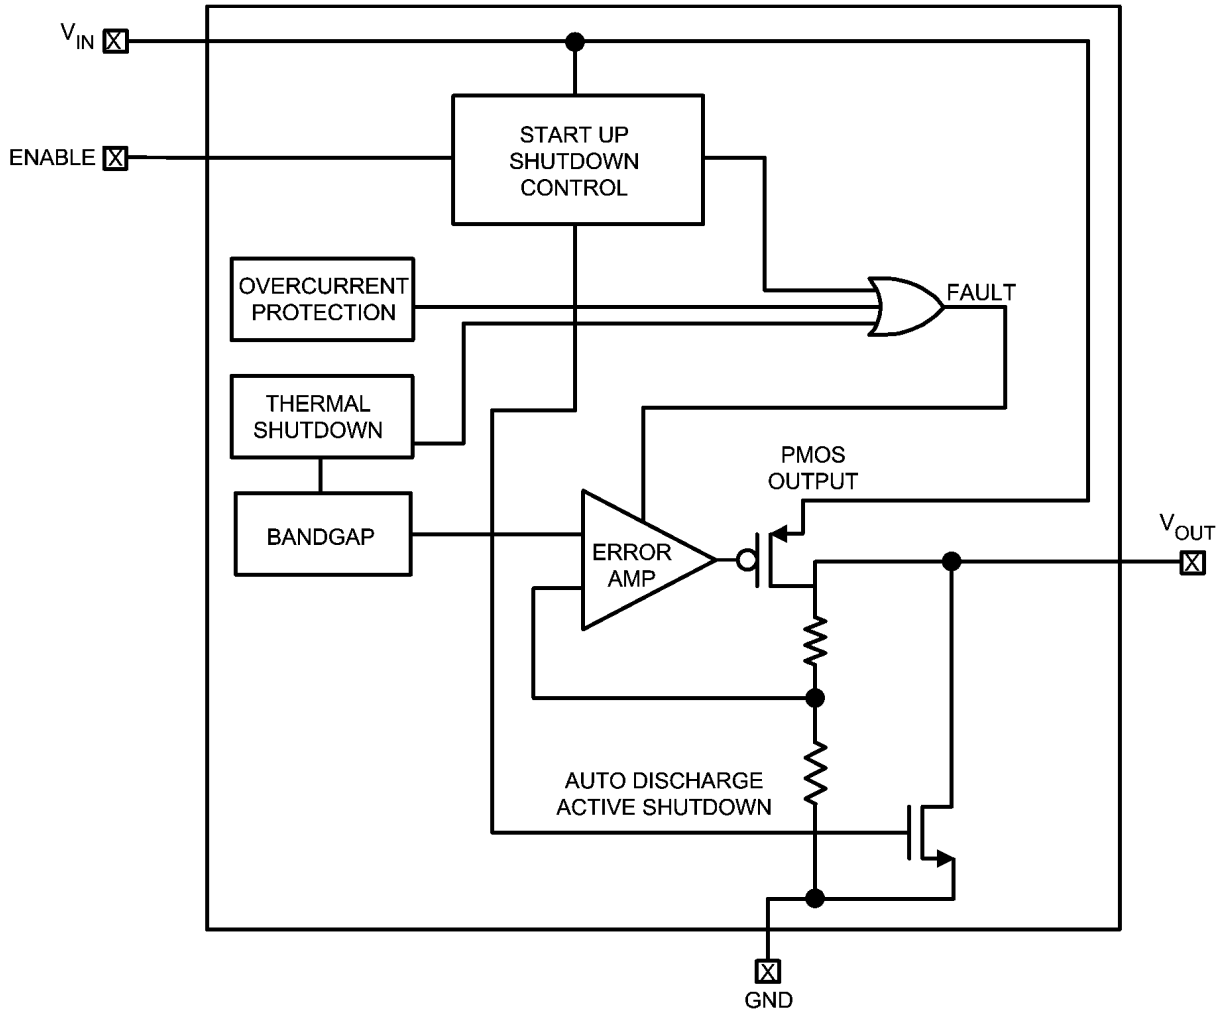 VIN
ENABLE
START UP
SHUTDOWN
CONTROL
OVERCURRENT
PROTECTION
FAULT
THERMAL
SHUTDOWN
PMOS
OUTPUT
BANDGAP
ERROR
AMP
VOUT
AUTO DISCHARGE
ACTIVE SHUTDOWN
GND